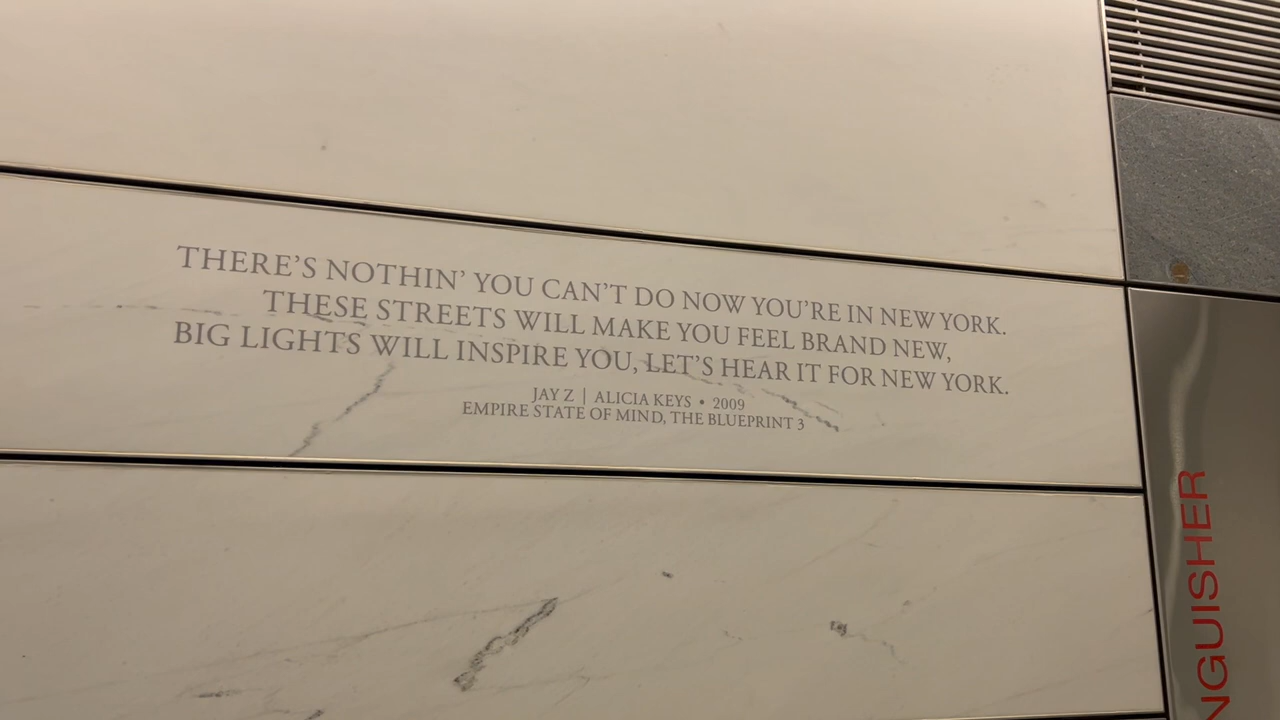 THERE'S NOTHIN' YOU CAN'T DO NOW YOU'RE IN NEW YORK.
THESE STREETS WILL MAKE YOU FEEL BRAND NEW,
BIG LIGHTS WILL INSPIRE YOU, LET'S HEAR IT FOR NEW YORK.
JAY Z | ALICIA KEYS • 2009
EMPIRE STATE OF MIND, THE BLUEPRINT 3
NGUISHER